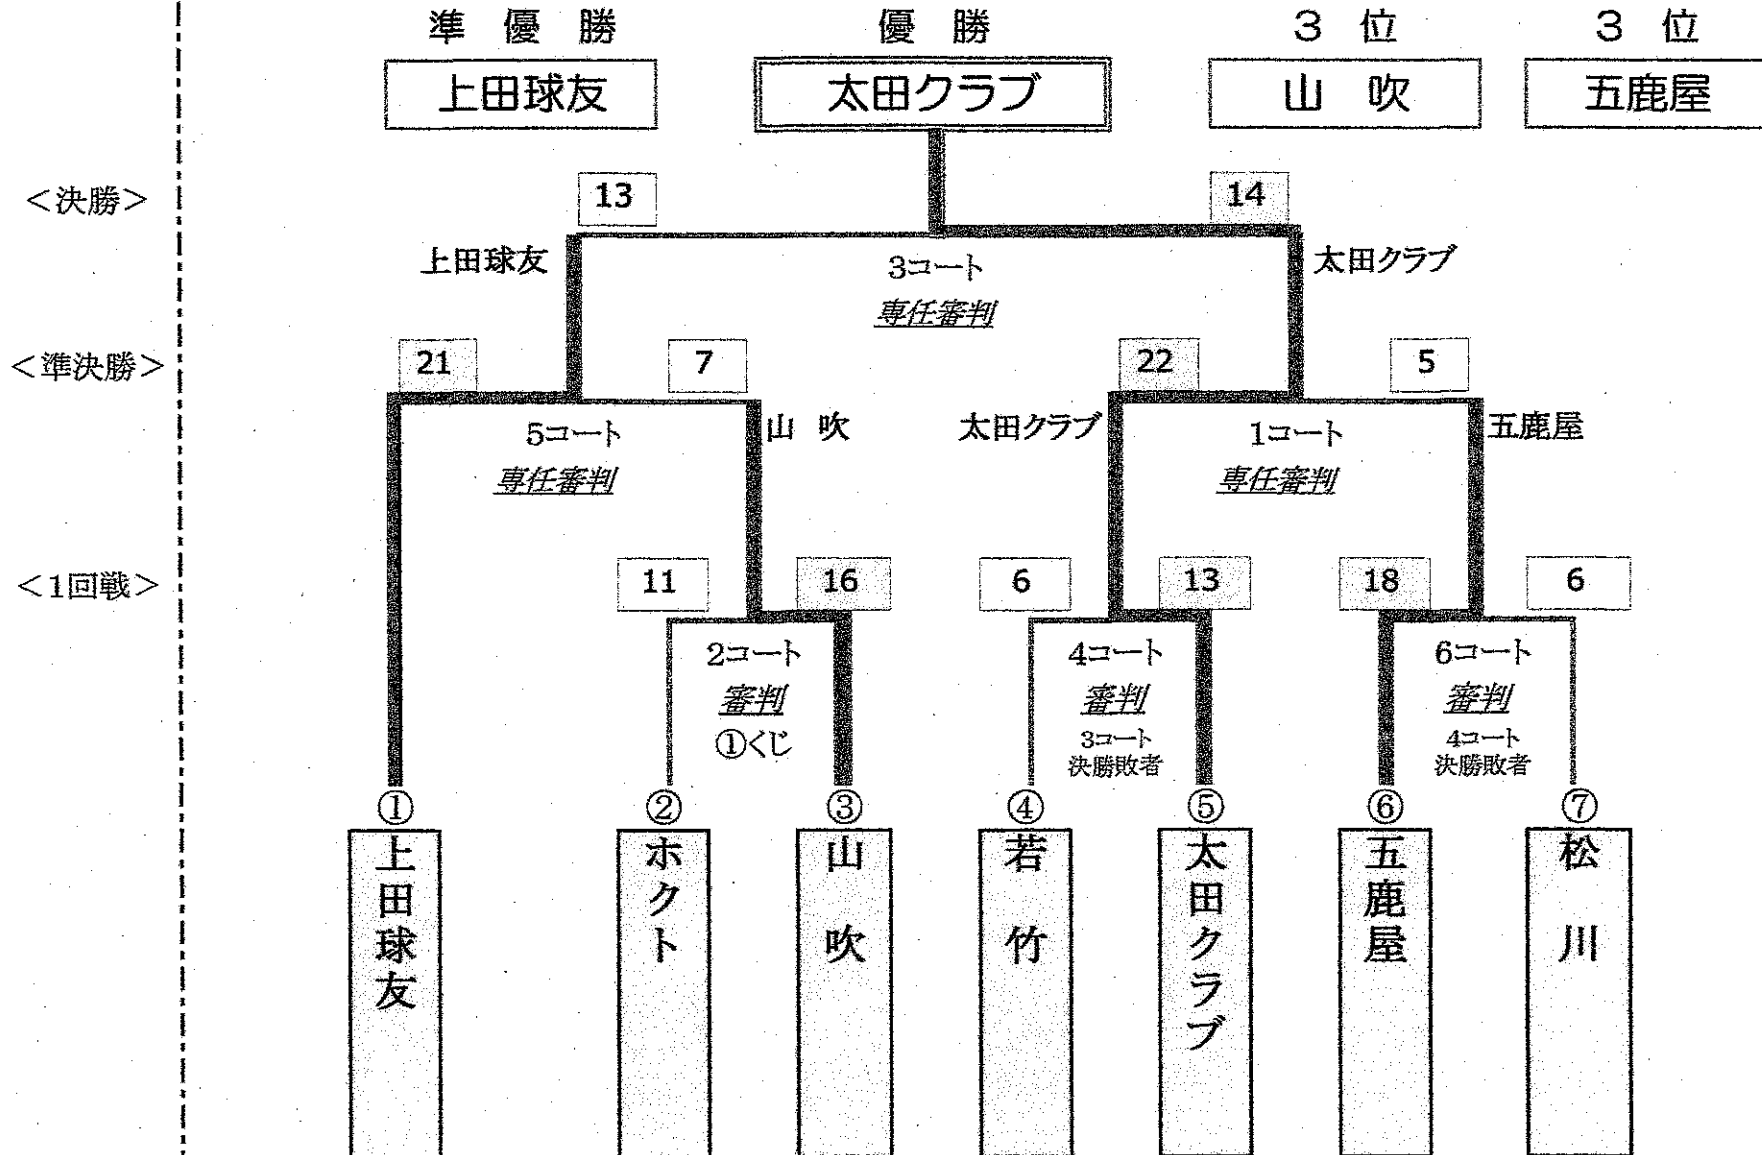 準優勝 優勝 3位 3位
上田球友 太田クラブ 山吹 五鹿屋
＜決勝＞ 13 14
上田球友 3コート 太田クラブ
専任審判
＜準決勝＞ 21 7 22 5
5コート 山吹 太田クラブ 1コート 五鹿屋
専任審判 専任審判
＜1回戦＞ 11 16 6 13 18 6
2コート 4コート 6コート
審判 審判 審判
①くじ 3コート 4コート
決勝敗者 決勝敗者
① ② ③ ④ ⑤ ⑥ ⑦
上田球友
ホクト
山吹
若竹
太田クラブ
五鹿屋
松川